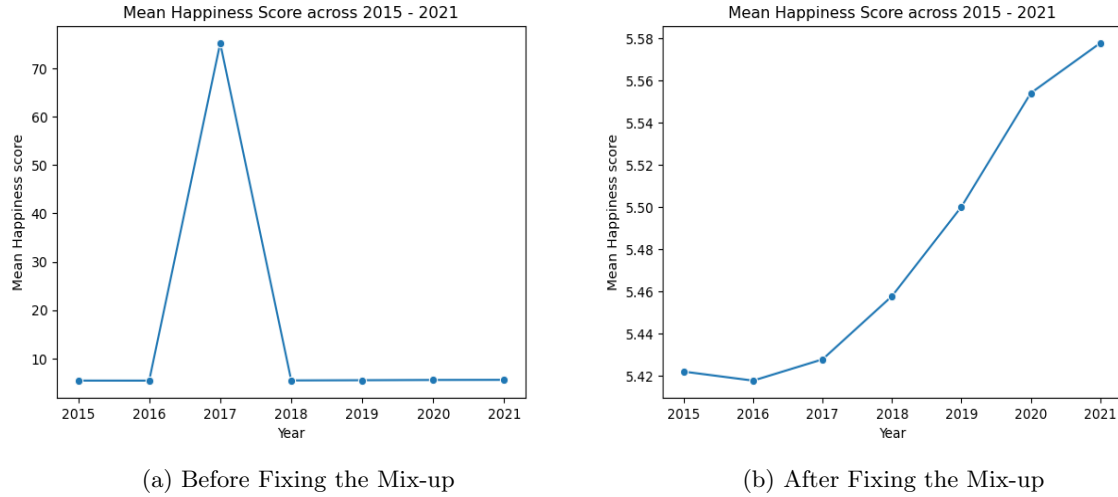 Mean Happiness Score across 2015 - 2021
70
60
50
40
30
20
10
Mean Happiness score
2015 2016 2017 2018 2019 2020 2021
Year
(a) Before Fixing the Mix-up
Mean Happiness Score across 2015 - 2021
5.58
5.56
5.54
5.52
5.50
5.48
5.46
5.44
5.42
Mean Happiness score
2015 2016 2017 2018 2019 2020 2021
Year
(b) After Fixing the Mix-up